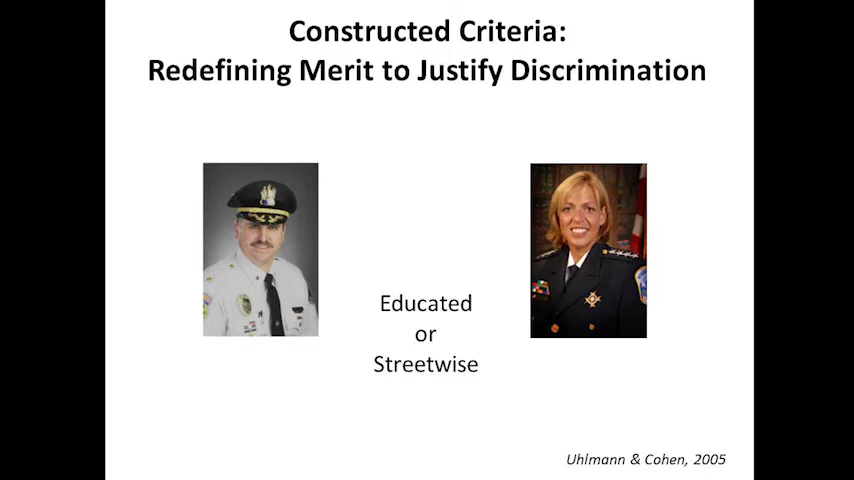 Constructed Criteria:
Redefining Merit to Justify Discrimination
Educated
or
Streetwise
Uhlmann & Cohen, 2005